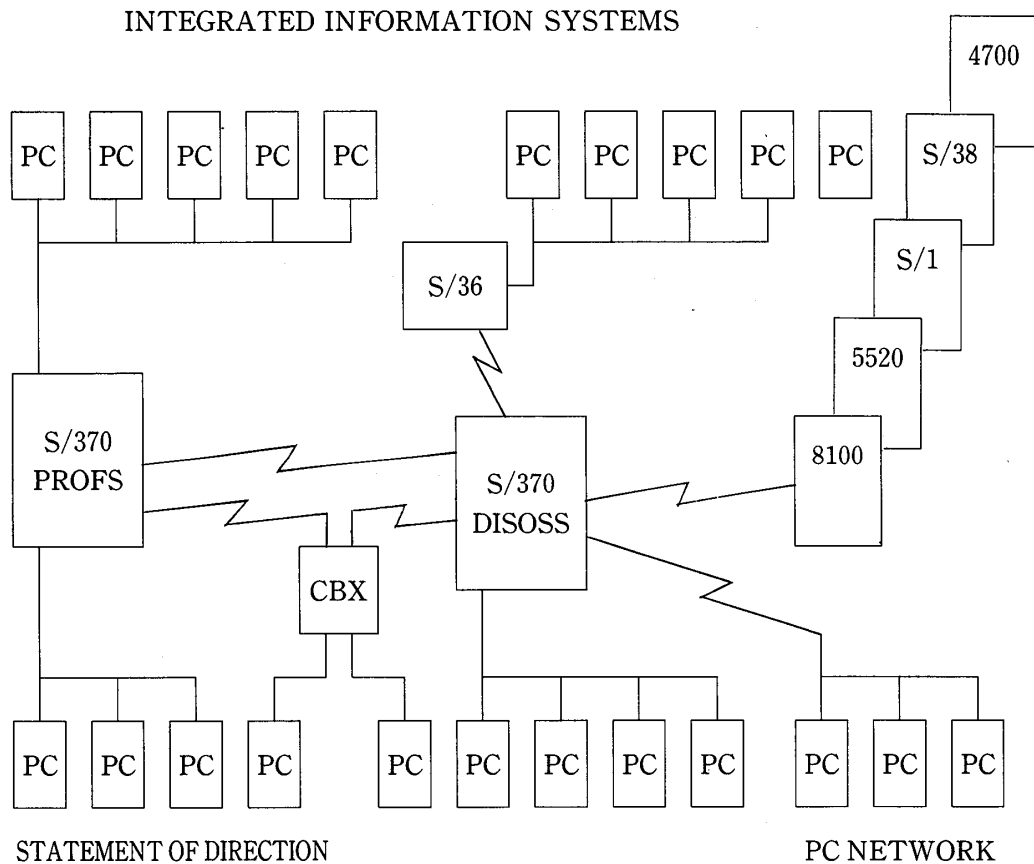 INTEGRATED INFORMATION SYSTEMS
4700
PC PC PC PC PC PC PC PC PC PC
S/38
S/1
S/36
5520
S/370
PROFS
8100
S/370
DISOSS
CBX
PC PC PC PC PC PC PC PC PC PC PC PC
STATEMENT OF DIRECTION PC NETWORK